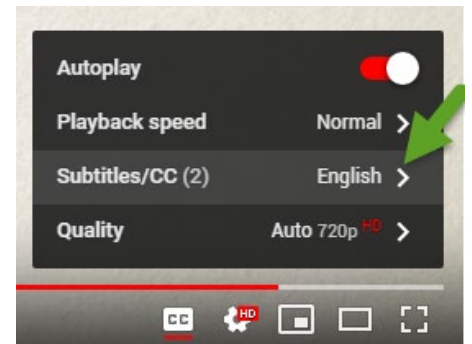 Autoplay
Playback speed Normal
Subtitles/CC (2) English
Quality Auto 720p HD
CC HD